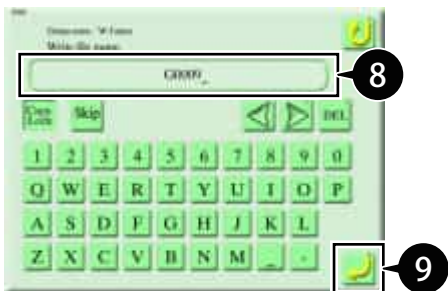 Write file name.
8
Caps Lock
Skip
DEL
1 2 3 4 5 6 7 8 9 0
Q W E R T Y U I O P
A S D F G H J K L
Z X C V B N M _ .
9